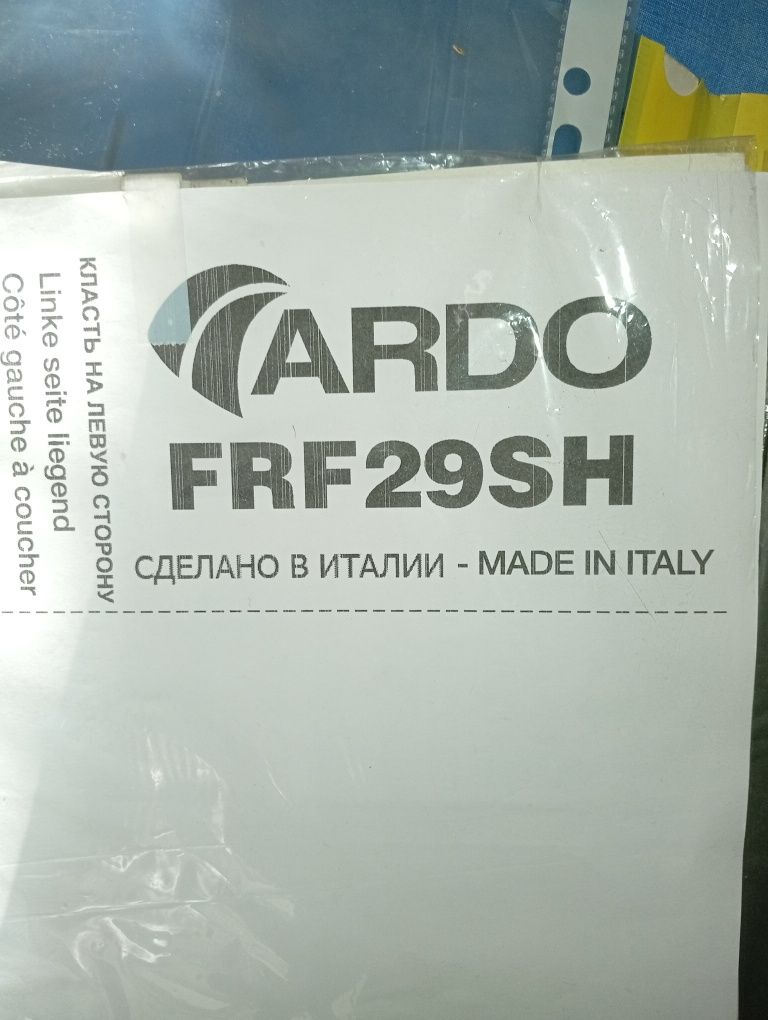 ARDO
FRF29SH
СДЕЛАНО В ИТАЛИИ - MADE IN ITALY
КЛАСТЬ НА ЛЕВУЮ СТОРОНУ
Linke seite liegend
Côté gauche à coucher